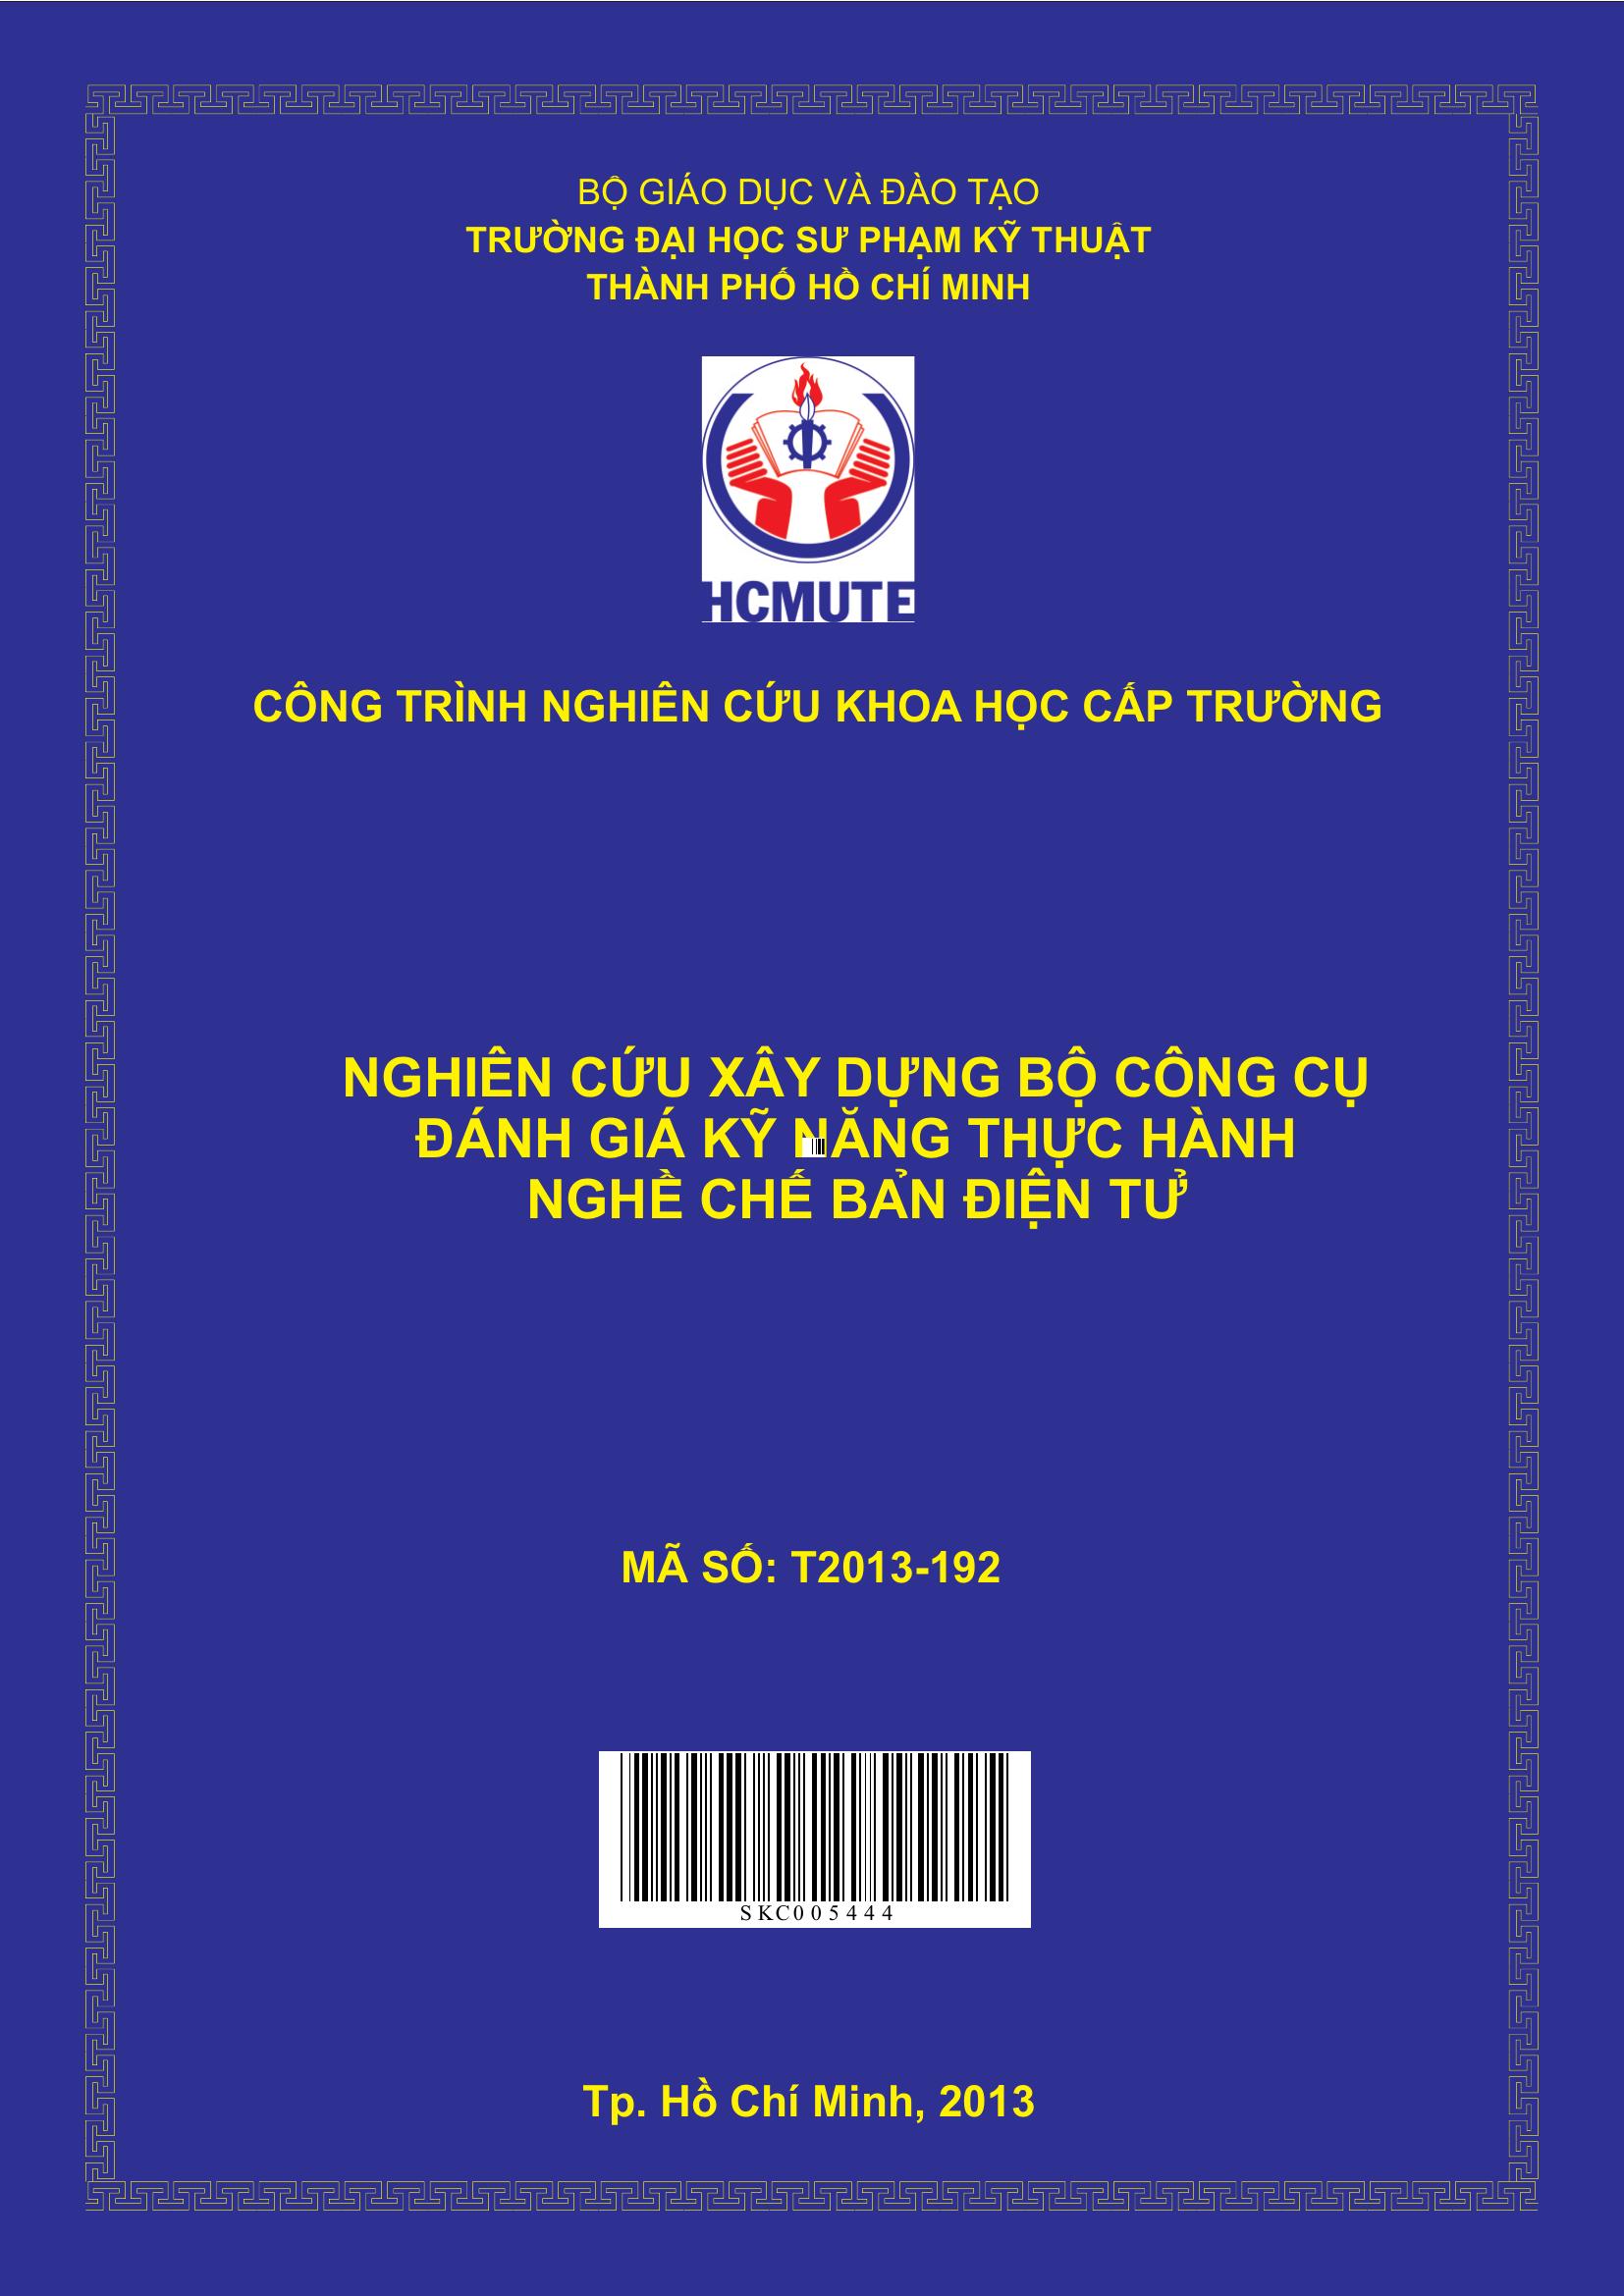 BỘ GIÁO DỤC VÀ ĐÀO TẠO
TRƯỜNG ĐẠI HỌC SƯ PHẠM KỸ THUẬT
THÀNH PHỐ HỒ CHÍ MINH
HCMUTE
CÔNG TRÌNH NGHIÊN CỨU KHOA HỌC CẤP TRƯỜNG
NGHIÊN CỨU XÂY DỰNG BỘ CÔNG CỤ
ĐÁNH GIÁ KỸ NĂNG THỰC HÀNH
NGHỀ CHẾ BẢN ĐIỆN TỬ
MÃ SỐ: T2013-192
SKC005444
Tp. Hồ Chí Minh, 2013